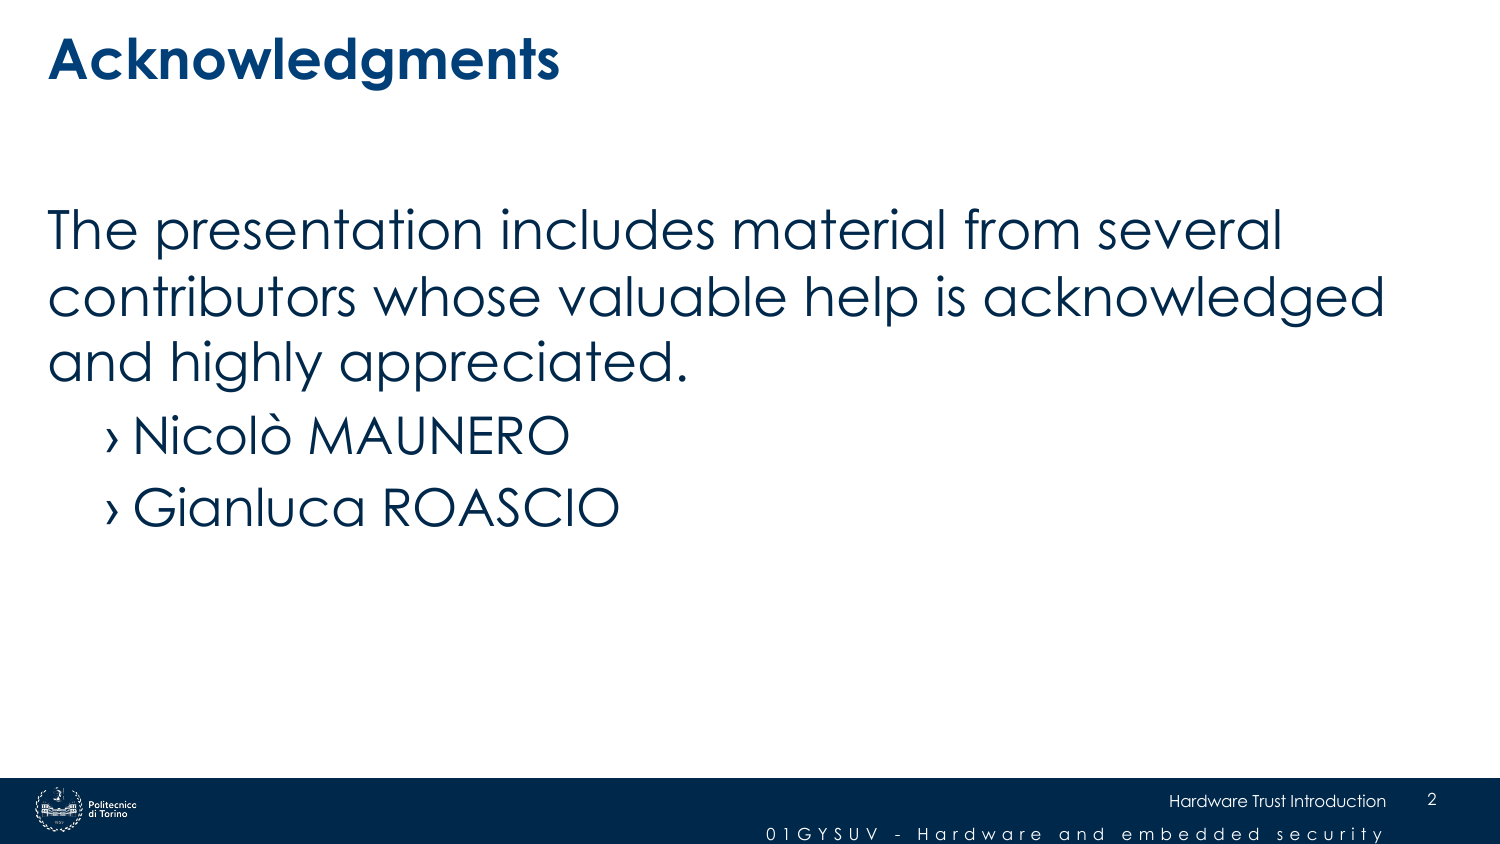 Acknowledgments
The presentation includes material from several
contributors whose valuable help is acknowledged
and highly appreciated.
› Nicolò MAUNERO
› Gianluca ROASCIO
Politecnico
di Torino
Hardware Trust Introduction 2
01GYSUV - Hardware and embedded security